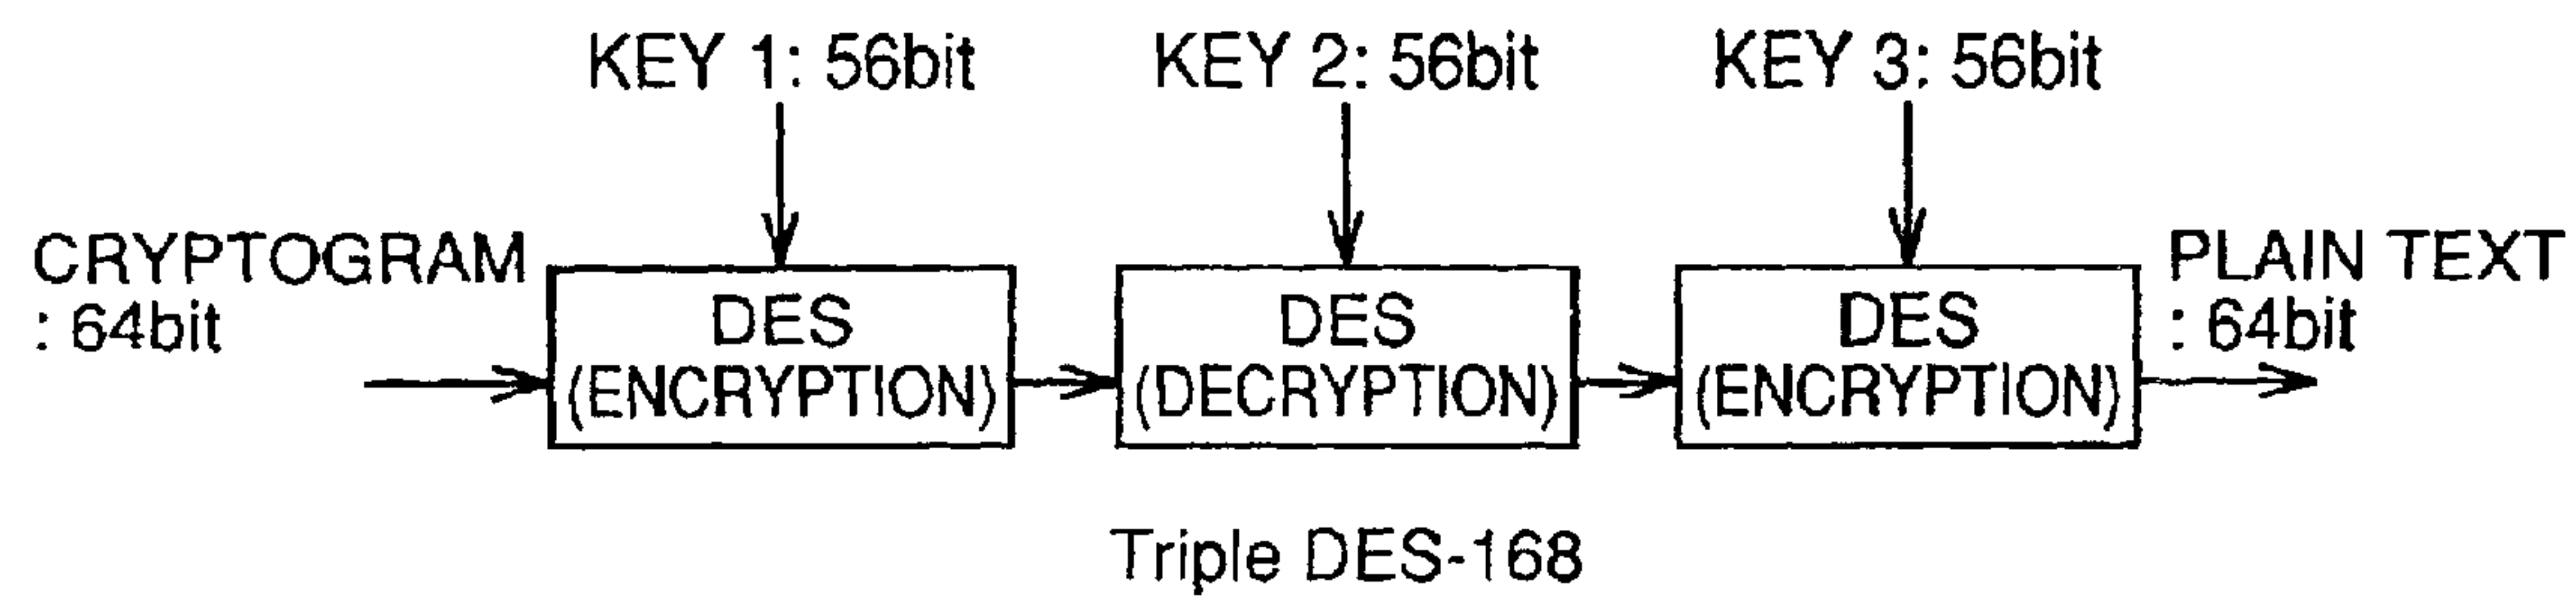 KEY 1: 56bit
KEY 2: 56bit
KEY 3: 56bit
CRYPTOGRAM
: 64bit
DES
(ENCRYPTION)
DES
(DECRYPTION)
DES
(ENCRYPTION)
PLAIN TEXT
: 64bit
Triple DES-168